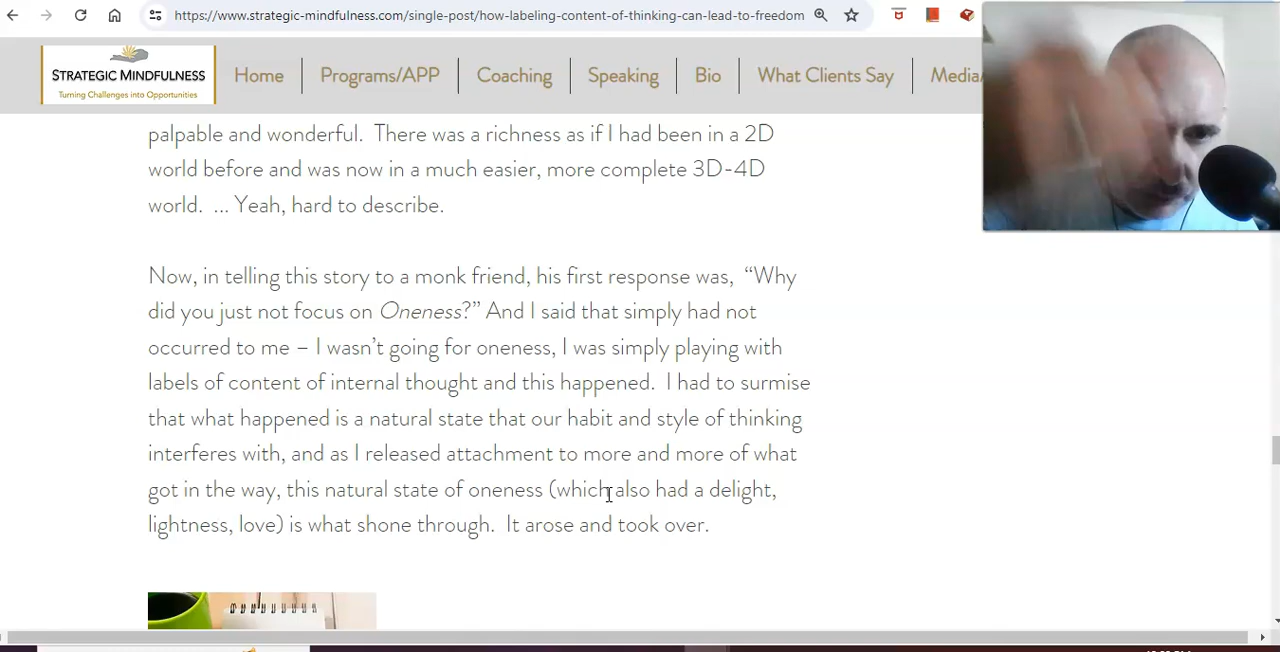 https://www.strategic-mindfulness.com/single-post/how-labeling-content-of-thinking-can-lead-to-freedom
STRATEGIC MINDFULNESS
Turning Challenges into Opportunities
Home
Programs/APP
Coaching
Speaking
Bio
What Clients Say
Media/
palpable and wonderful. There was a richness as if I had been in a 2D
world before and was now in a much easier, more complete 3D-4D
world. ... Yeah, hard to describe.
Now, in telling this story to a monk friend, his first response was, “Why
did you just not focus on Oneness?” And I said that simply had not
occurred to me – I wasn’t going for oneness, I was simply playing with
labels of content of internal thought and this happened. I had to surmise
that what happened is a natural state that our habit and style of thinking
interferes with, and as I released attachment to more and more of what
got in the way, this natural state of oneness (which also had a delight,
lightness, love) is what shone through. It arose and took over.